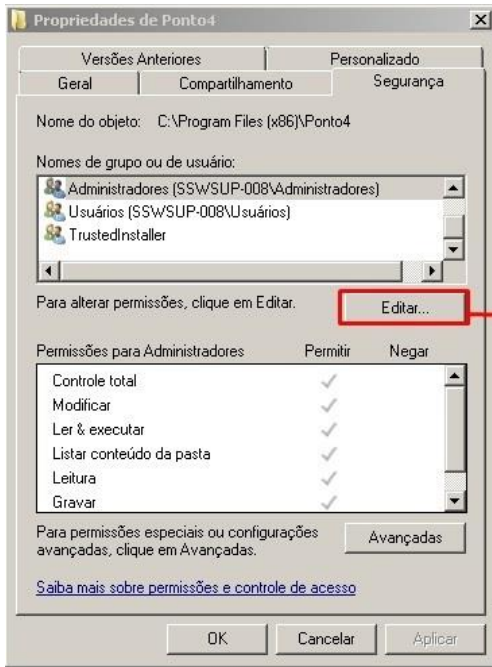 Propriedades de Ponto4
Versões Anteriores
Personalizado
Geral
Compartilhamento
Segurança
Nome do objeto: C:\Program Files (x86)\Ponto4
Nomes de grupo ou de usuário:
Administradores (SSWSUP-008\Administradores)
Usuários (SSWSUP-008\Usuários)
TrustedInstaller
Para alterar permissões, clique em Editar.
Editar...
Permissões para Administradores Permitir Negar
Controle total
Modificar
Ler & executar
Listar conteúdo da pasta
Leitura
Gravar
Para permissões especiais ou configurações
avançadas, clique em Avançadas.
Avançadas
Saiba mais sobre permissões e controle de acesso
OK
Cancelar
Aplicar